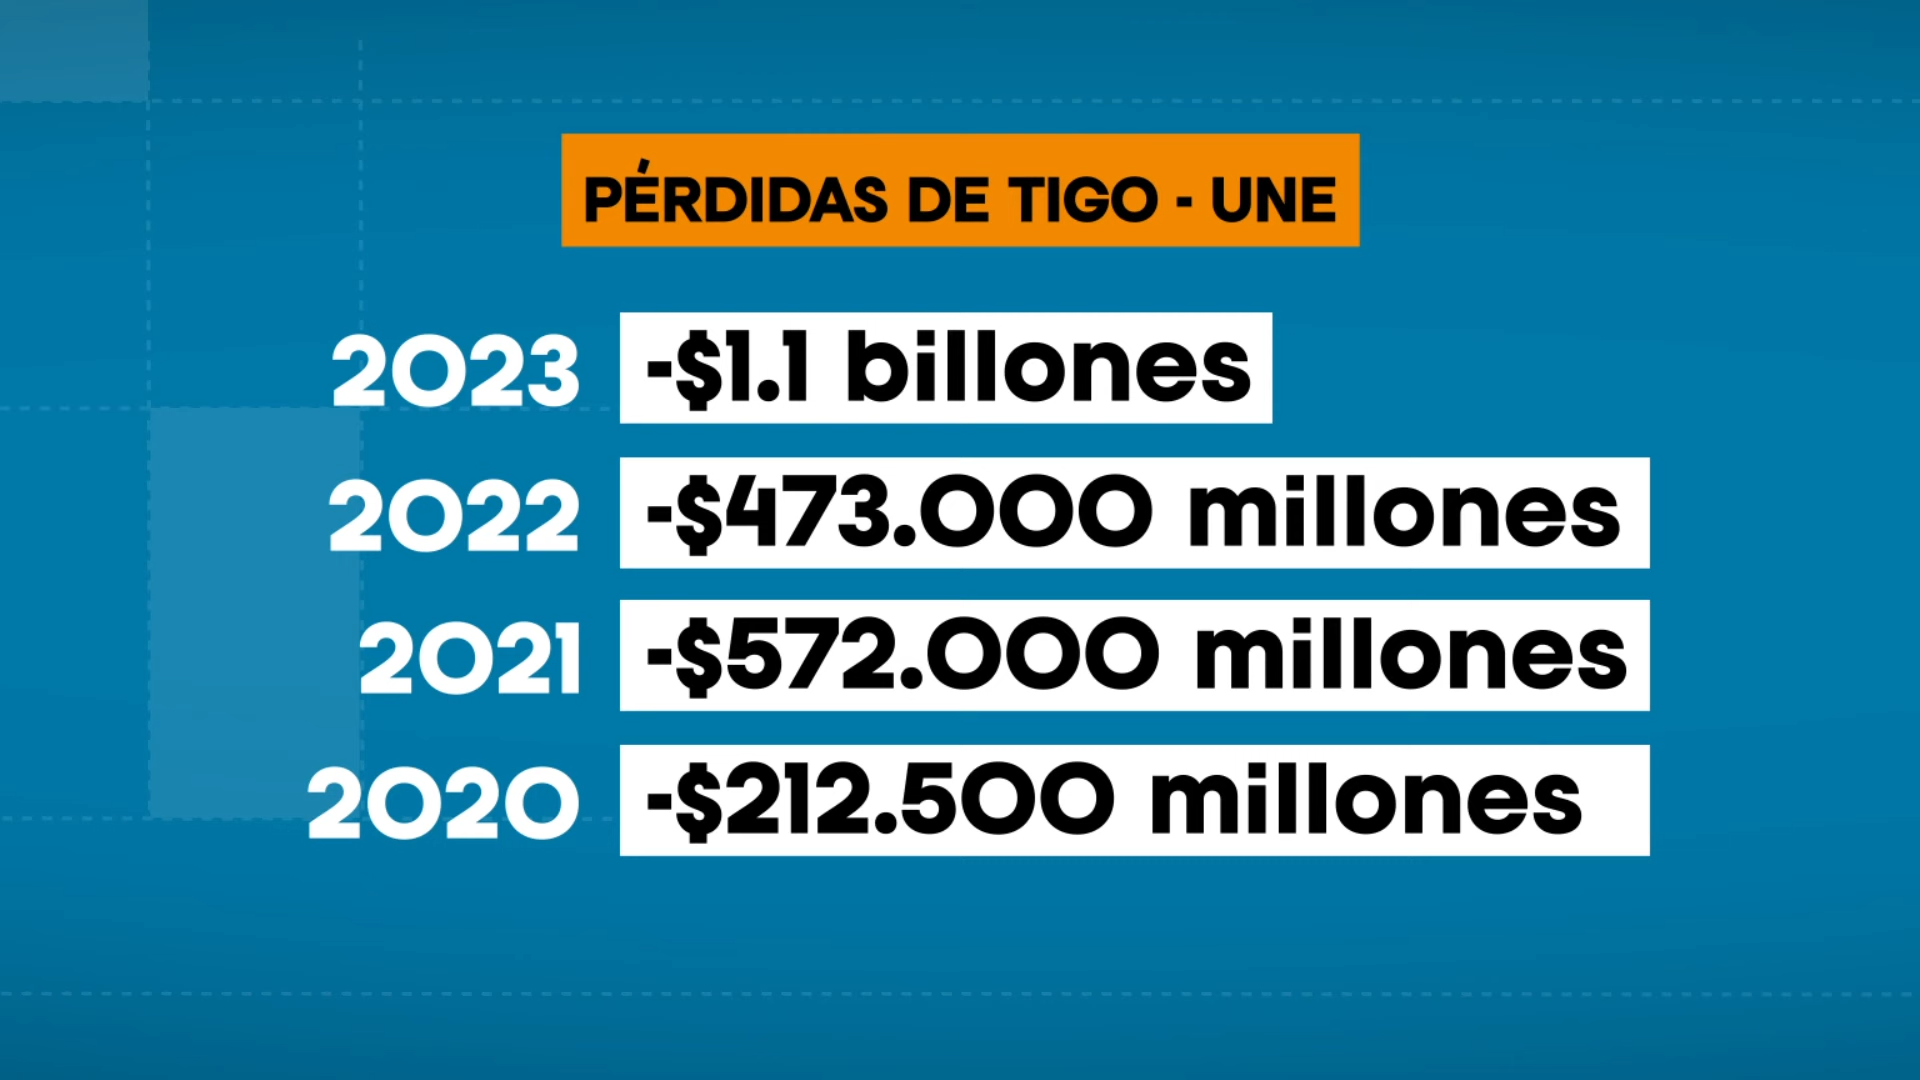 PÉRDIDAS DE TIGO - UNE
2023 -$1.1 billones
2022 -$473.000 millones
2021 -$572.000 millones
2020 -$212.500 millones